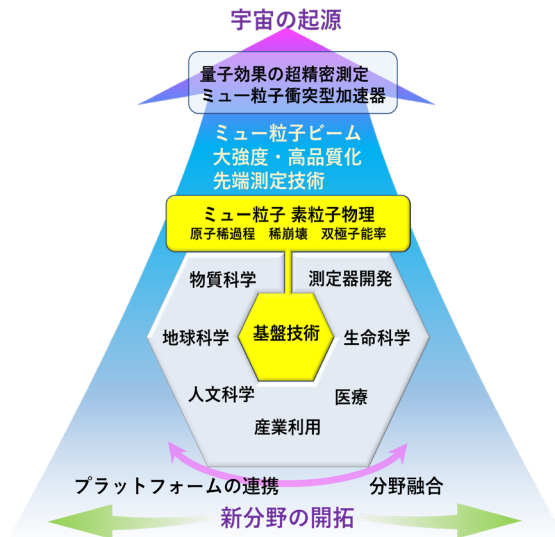 宇宙の起源
量子効果の超精密測定
ミュー粒子衝突型加速器
ミュー粒子ビーム
大強度・高品質化
先端測定技術
ミュー粒子 素粒子物理
原子稀過程 稀崩壊 双極子能率
物質科学 測定器開発
地球科学 基盤技術 生命科学
人文科学 医療
産業利用
プラットフォームの連携 分野融合
新分野の開拓